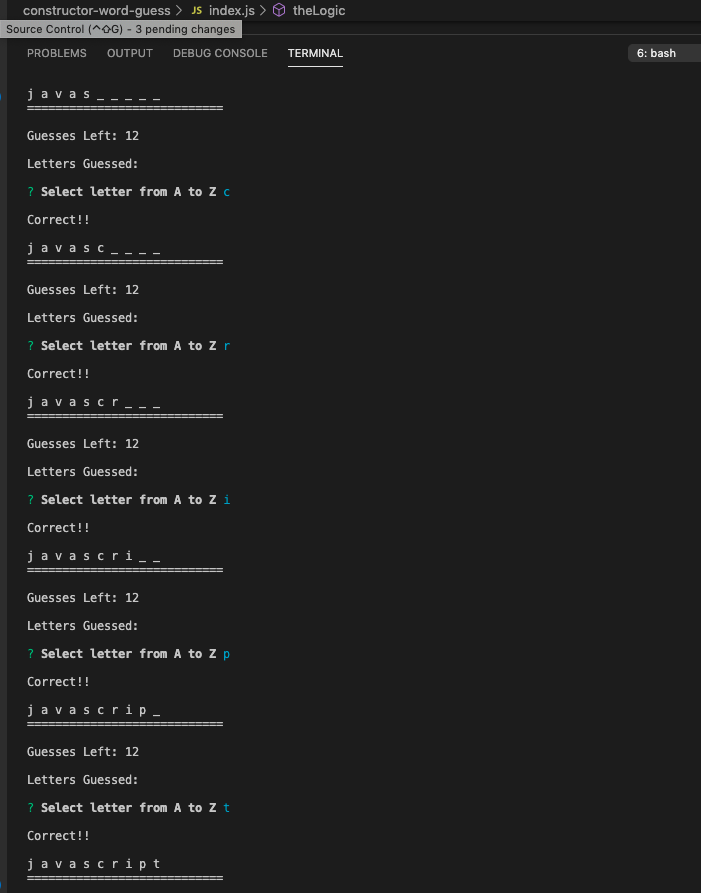 constructor-word-guess > JS index.js > theLogic
Source Control (^⇧G) - 3 pending changes
PROBLEMS OUTPUT DEBUG CONSOLE TERMINAL 6: bash
j a v a s _ _ _ _ _
============================
Guesses Left: 12
Letters Guessed:
? Select letter from A to Z c
Correct!!
j a v a s c _ _ _ _
============================
Guesses Left: 12
Letters Guessed:
? Select letter from A to Z r
Correct!!
j a v a s c r _ _ _
============================
Guesses Left: 12
Letters Guessed:
? Select letter from A to Z i
Correct!!
j a v a s c r i _ _
============================
Guesses Left: 12
Letters Guessed:
? Select letter from A to Z p
Correct!!
j a v a s c r i p _
============================
Guesses Left: 12
Letters Guessed:
? Select letter from A to Z t
Correct!!
j a v a s c r i p t
============================